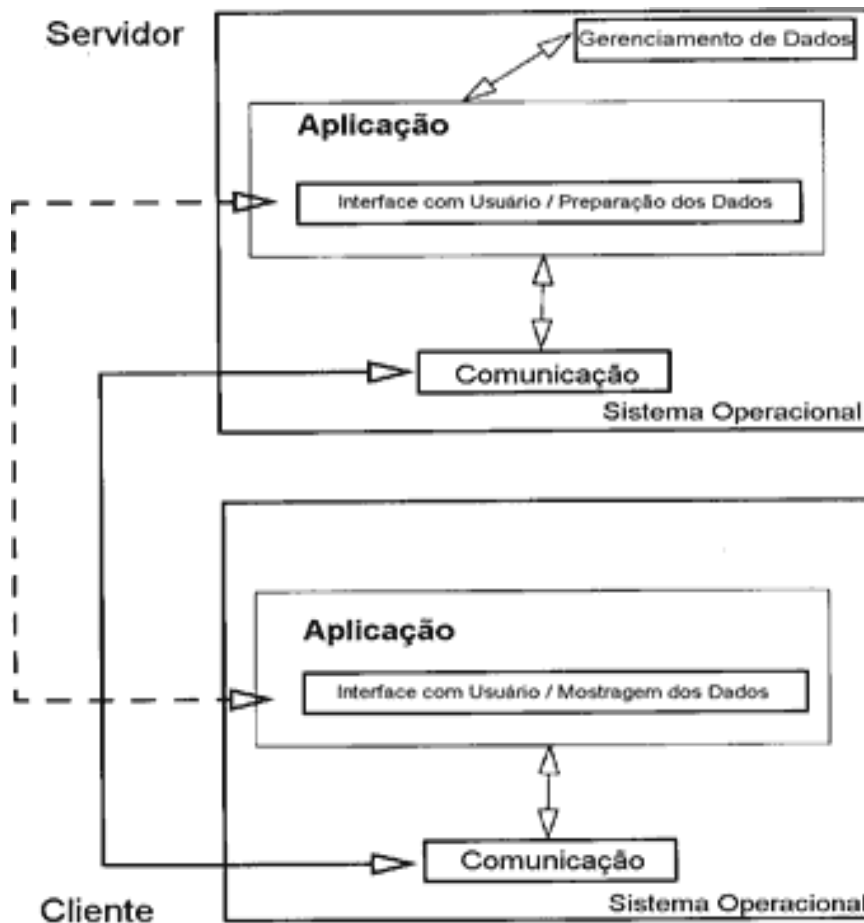 Servidor
Gerenciamento de Dados
Aplicação
Interface com Usuário / Preparação dos Dados
Comunicação
Sistema Operacional
Aplicação
Interface com Usuário / Mostragem dos Dados
Comunicação
Sistema Operacional
Cliente